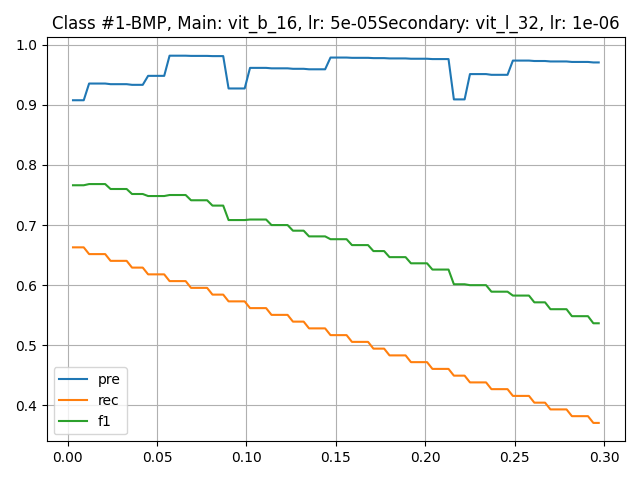 Class #1-BMP, Main: vit_b_16, lr: 5e-05Secondary: vit_l_32, lr: 1e-06
1.0
0.9
0.8
0.7
0.6
0.5
0.4
pre
rec
f1
0.00 0.05 0.10 0.15 0.20 0.25 0.30